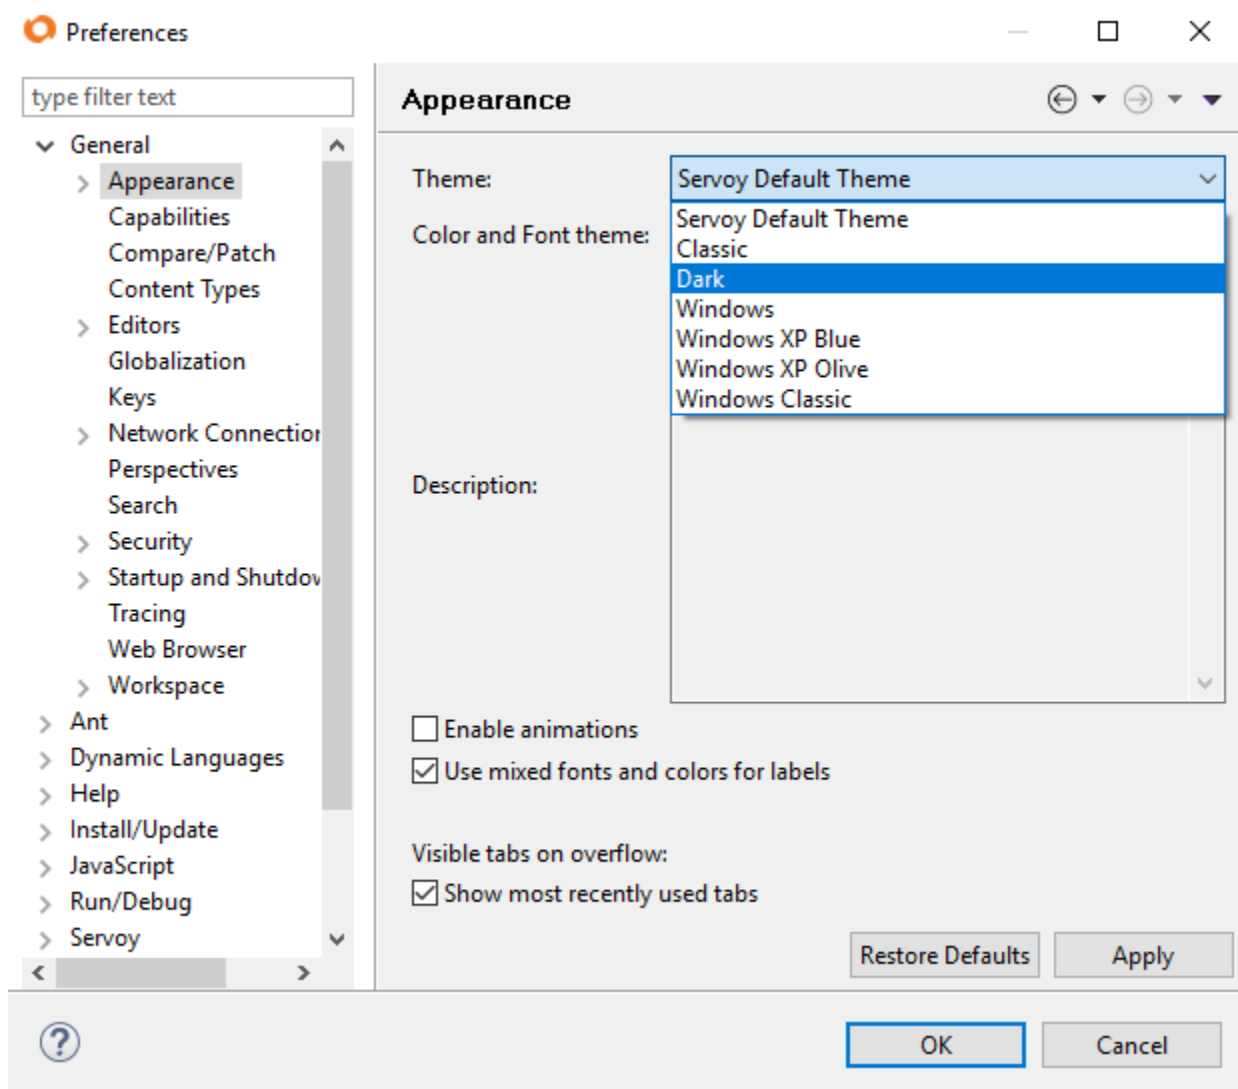 Preferences
type filter text
General
Appearance
Capabilities
Compare/Patch
Content Types
Editors
Globalization
Keys
Network Connection
Perspectives
Search
Security
Startup and Shutdow
Tracing
Web Browser
Workspace
Ant
Dynamic Languages
Help
Install/Update
JavaScript
Run/Debug
Servoy
Appearance
Theme:
Servoy Default Theme
Servoy Default Theme
Classic
Dark
Windows
Windows XP Blue
Windows XP Olive
Windows Classic
Color and Font theme:
Description:
Enable animations
Use mixed fonts and colors for labels
Visible tabs on overflow:
Show most recently used tabs
Restore Defaults
Apply
OK
Cancel